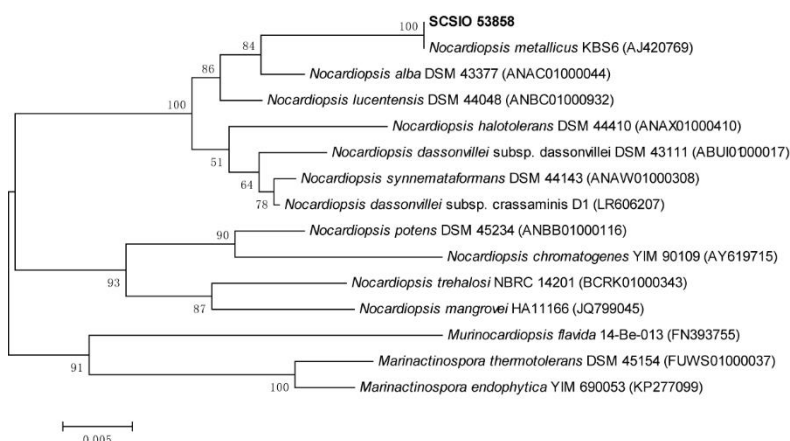 SCSIO 53858
100
Nocardiopsis metallicus KBS6 (AJ420769)
84
Nocardiopsis alba DSM 43377 (ANAC01000044)
86
Nocardiopsis lucentensis DSM 44048 (ANBC01000932)
100
Nocardiopsis halotolerans DSM 44410 (ANAX01000410)
51
Nocardiopsis dassonvillei subsp. dassonvillei DSM 43111 (ABUI01000017)
64
Nocardiopsis synnemataformans DSM 44143 (ANAW01000308)
78
Nocardiopsis dassonvillei subsp. crassaminis D1 (LR606207)
90
Nocardiopsis potens DSM 45234 (ANBB01000116)
Nocardiopsis chromatogenes YIM 90109 (AY619715)
93
Nocardiopsis trehalosi NBRC 14201 (BCRK01000343)
87
Nocardiopsis mangrovei HA11166 (JQ799045)
Murinocardiopsis flavida 14-Be-013 (FN393755)
91
Marinactinospora thermotolerans DSM 45154 (FUWS01000037)
100
Marinactinospora endophytica YIM 690053 (KP277099)
0.005